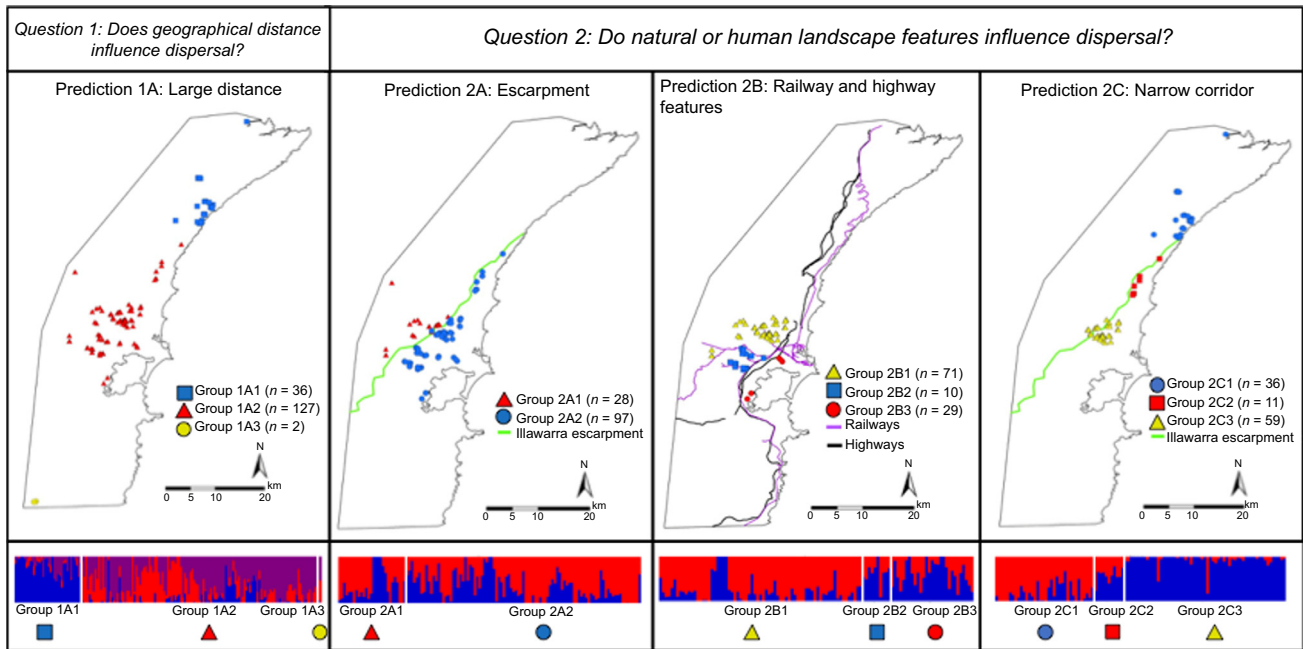 Question 1: Does geographical distance
influence dispersal?
Question 2: Do natural or human landscape features influence dispersal?
Prediction 1A: Large distance
Group 1A1 (n = 36)
Group 1A2 (n = 127)
Group 1A3 (n = 2)
N
km
0 5 10 20
Prediction 2A: Escarpment
Group 2A1 (n = 28)
Group 2A2 (n = 97)
Illawarra escarpment
N
km
0 5 10 20
Prediction 2B: Railway and highway
features
Group 2B1 (n = 71)
Group 2B2 (n = 10)
Group 2B3 (n = 29)
Railways
Highways
N
km
0 5 10 20
Prediction 2C: Narrow corridor
Group 2C1 (n = 36)
Group 2C2 (n = 11)
Group 2C3 (n = 59)
Illawarra escarpment
N
km
0 5 10 20
Group 1A1 Group 1A2 Group 1A3
Group 2A1 Group 2A2
Group 2B1 Group 2B2 Group 2B3
Group 2C1 Group 2C2 Group 2C3